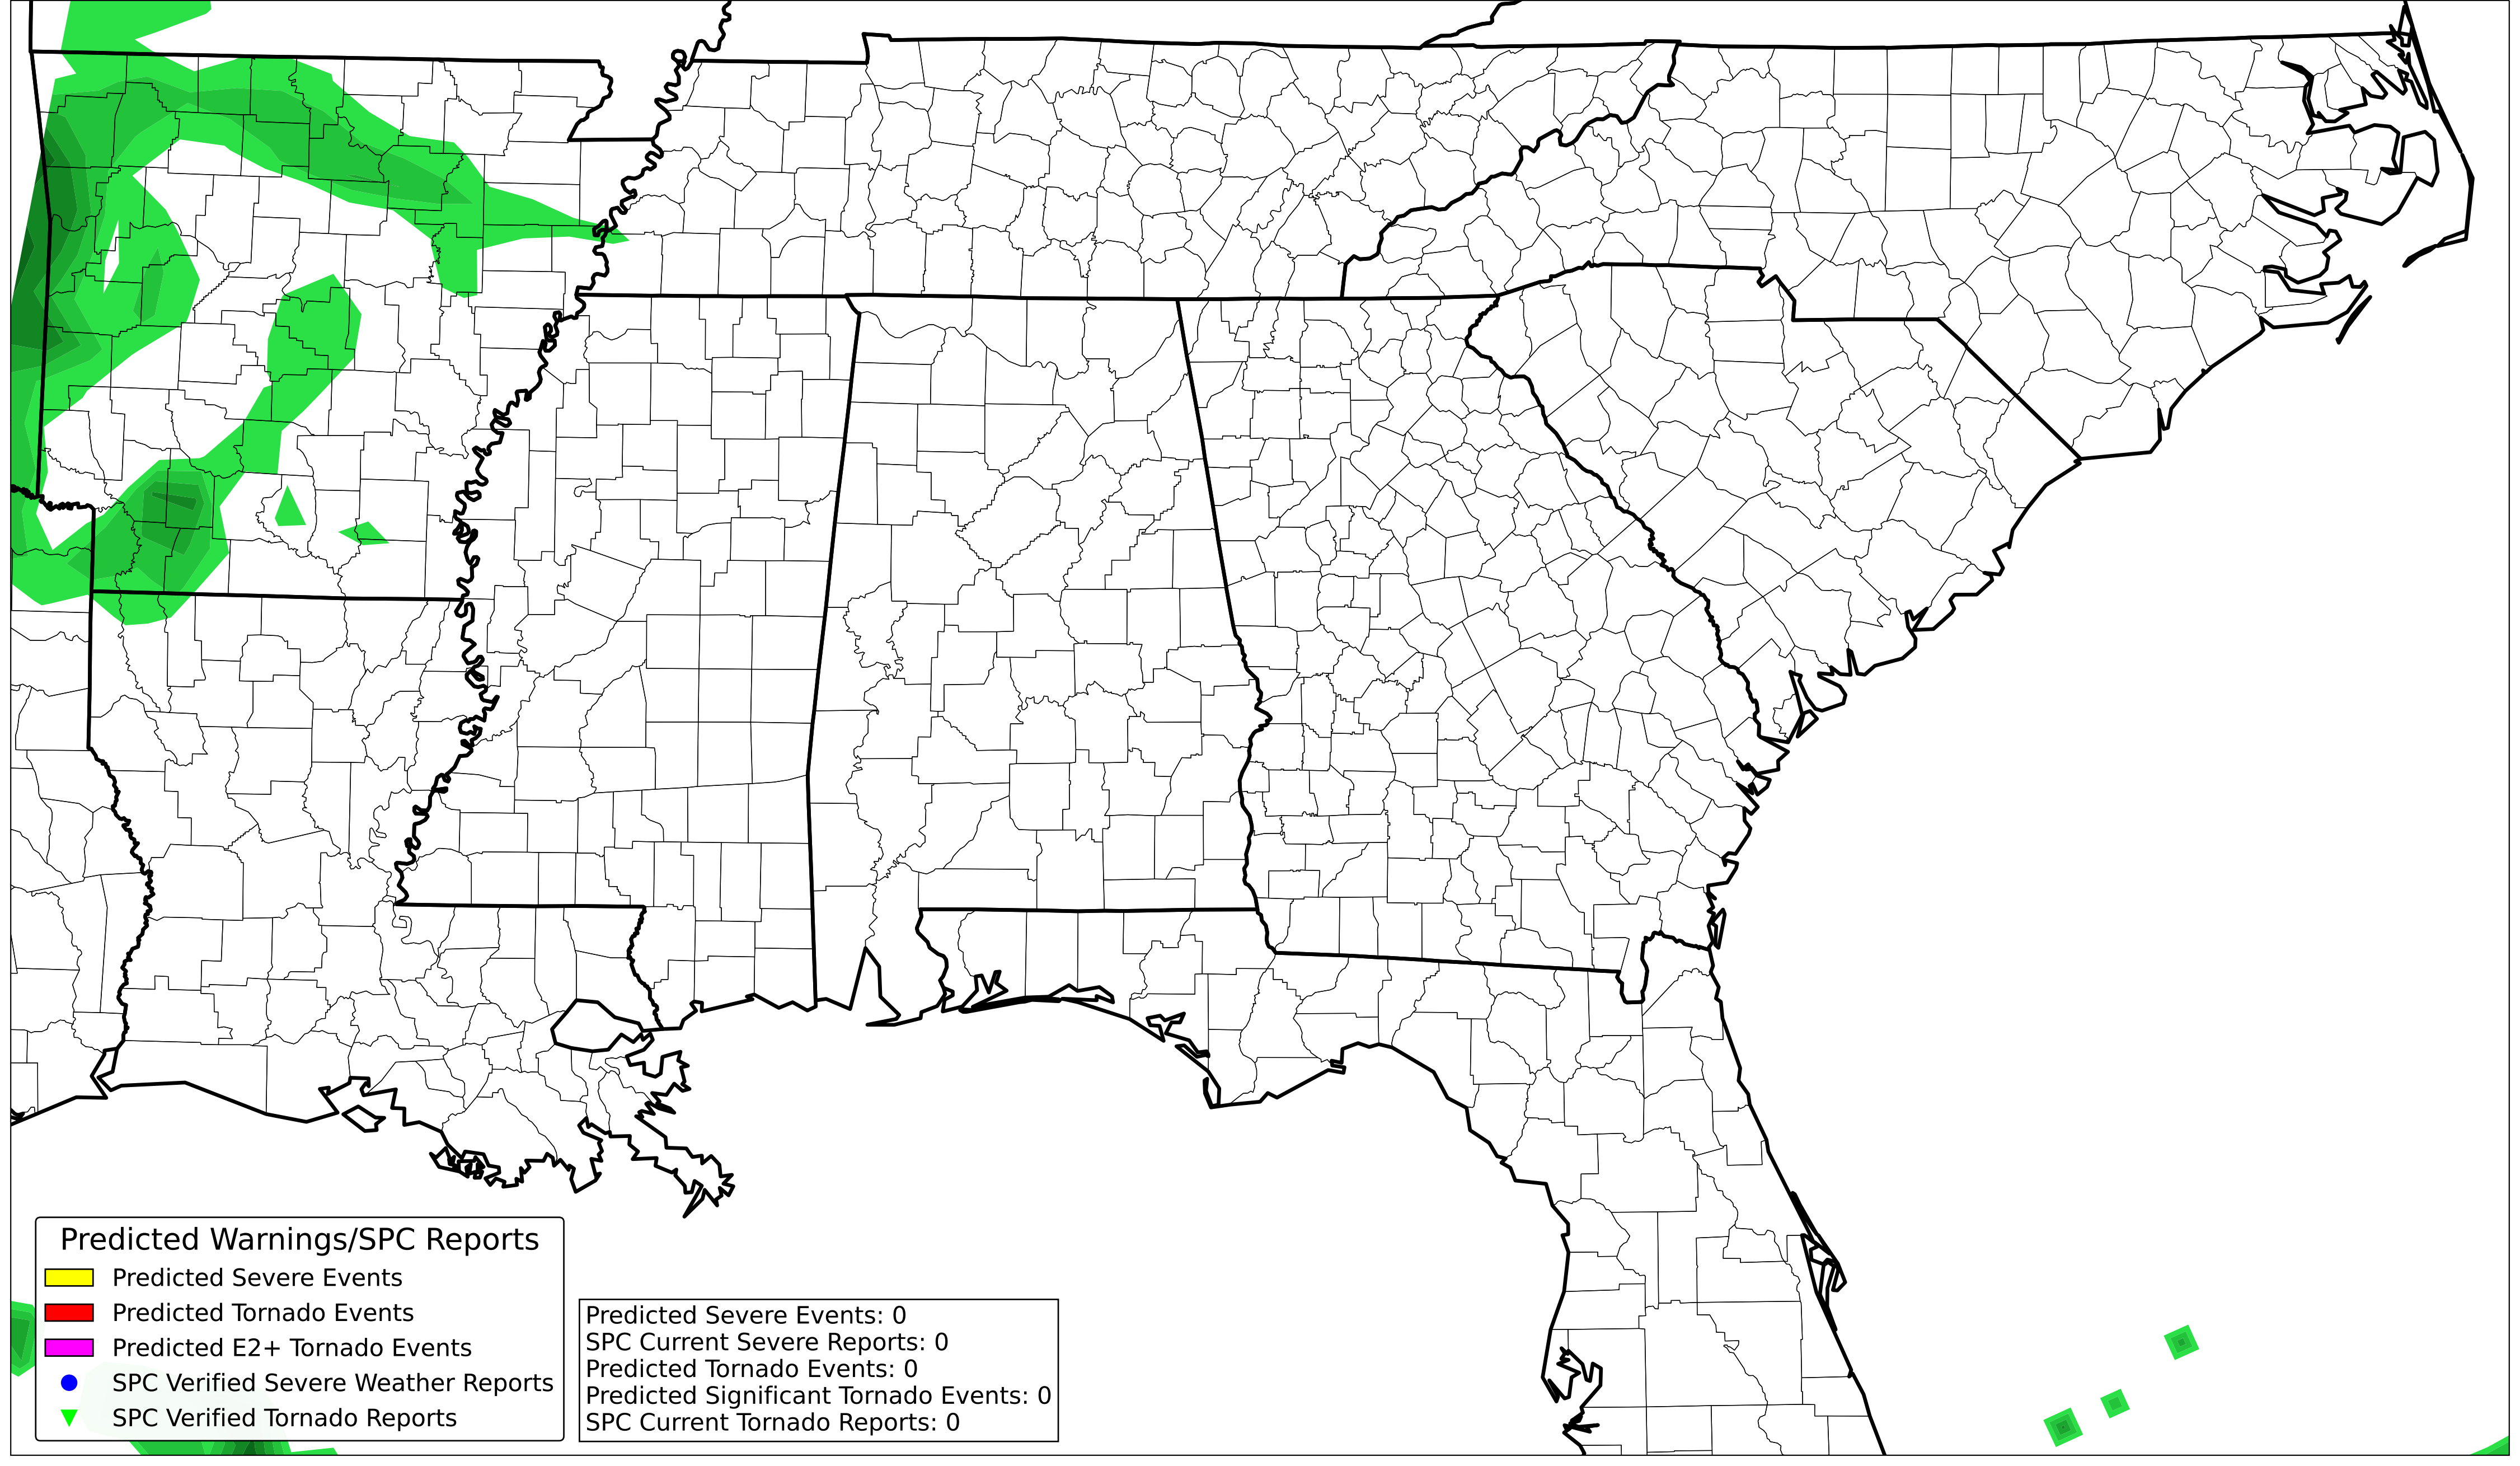 Predicted Warnings/SPC Reports
Predicted Severe Events
Predicted Tornado Events
Predicted E2+ Tornado Events
SPC Verified Severe Weather Reports
SPC Verified Tornado Reports
Predicted Severe Events: 0
SPC Current Severe Reports: 0
Predicted Tornado Events: 0
Predicted Significant Tornado Events: 0
SPC Current Tornado Reports: 0